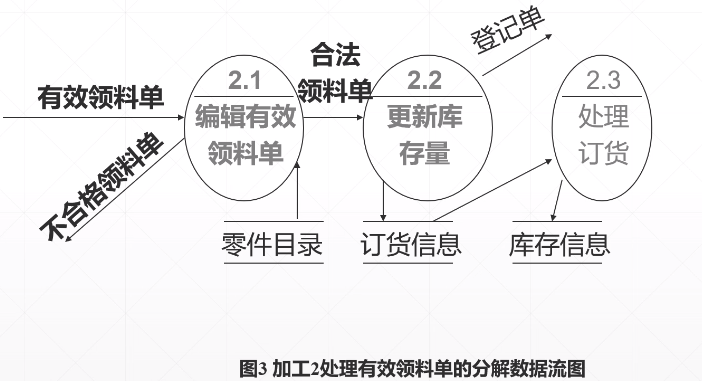 合法
领料单
登记单
有效领料单
2.1
编辑有效
领料单
2.2
更新库
存量
2.3
处理
订货
不合格领料单
零件目录
订货信息
库存信息
图3 加工2处理有效领料单的分解数据流图